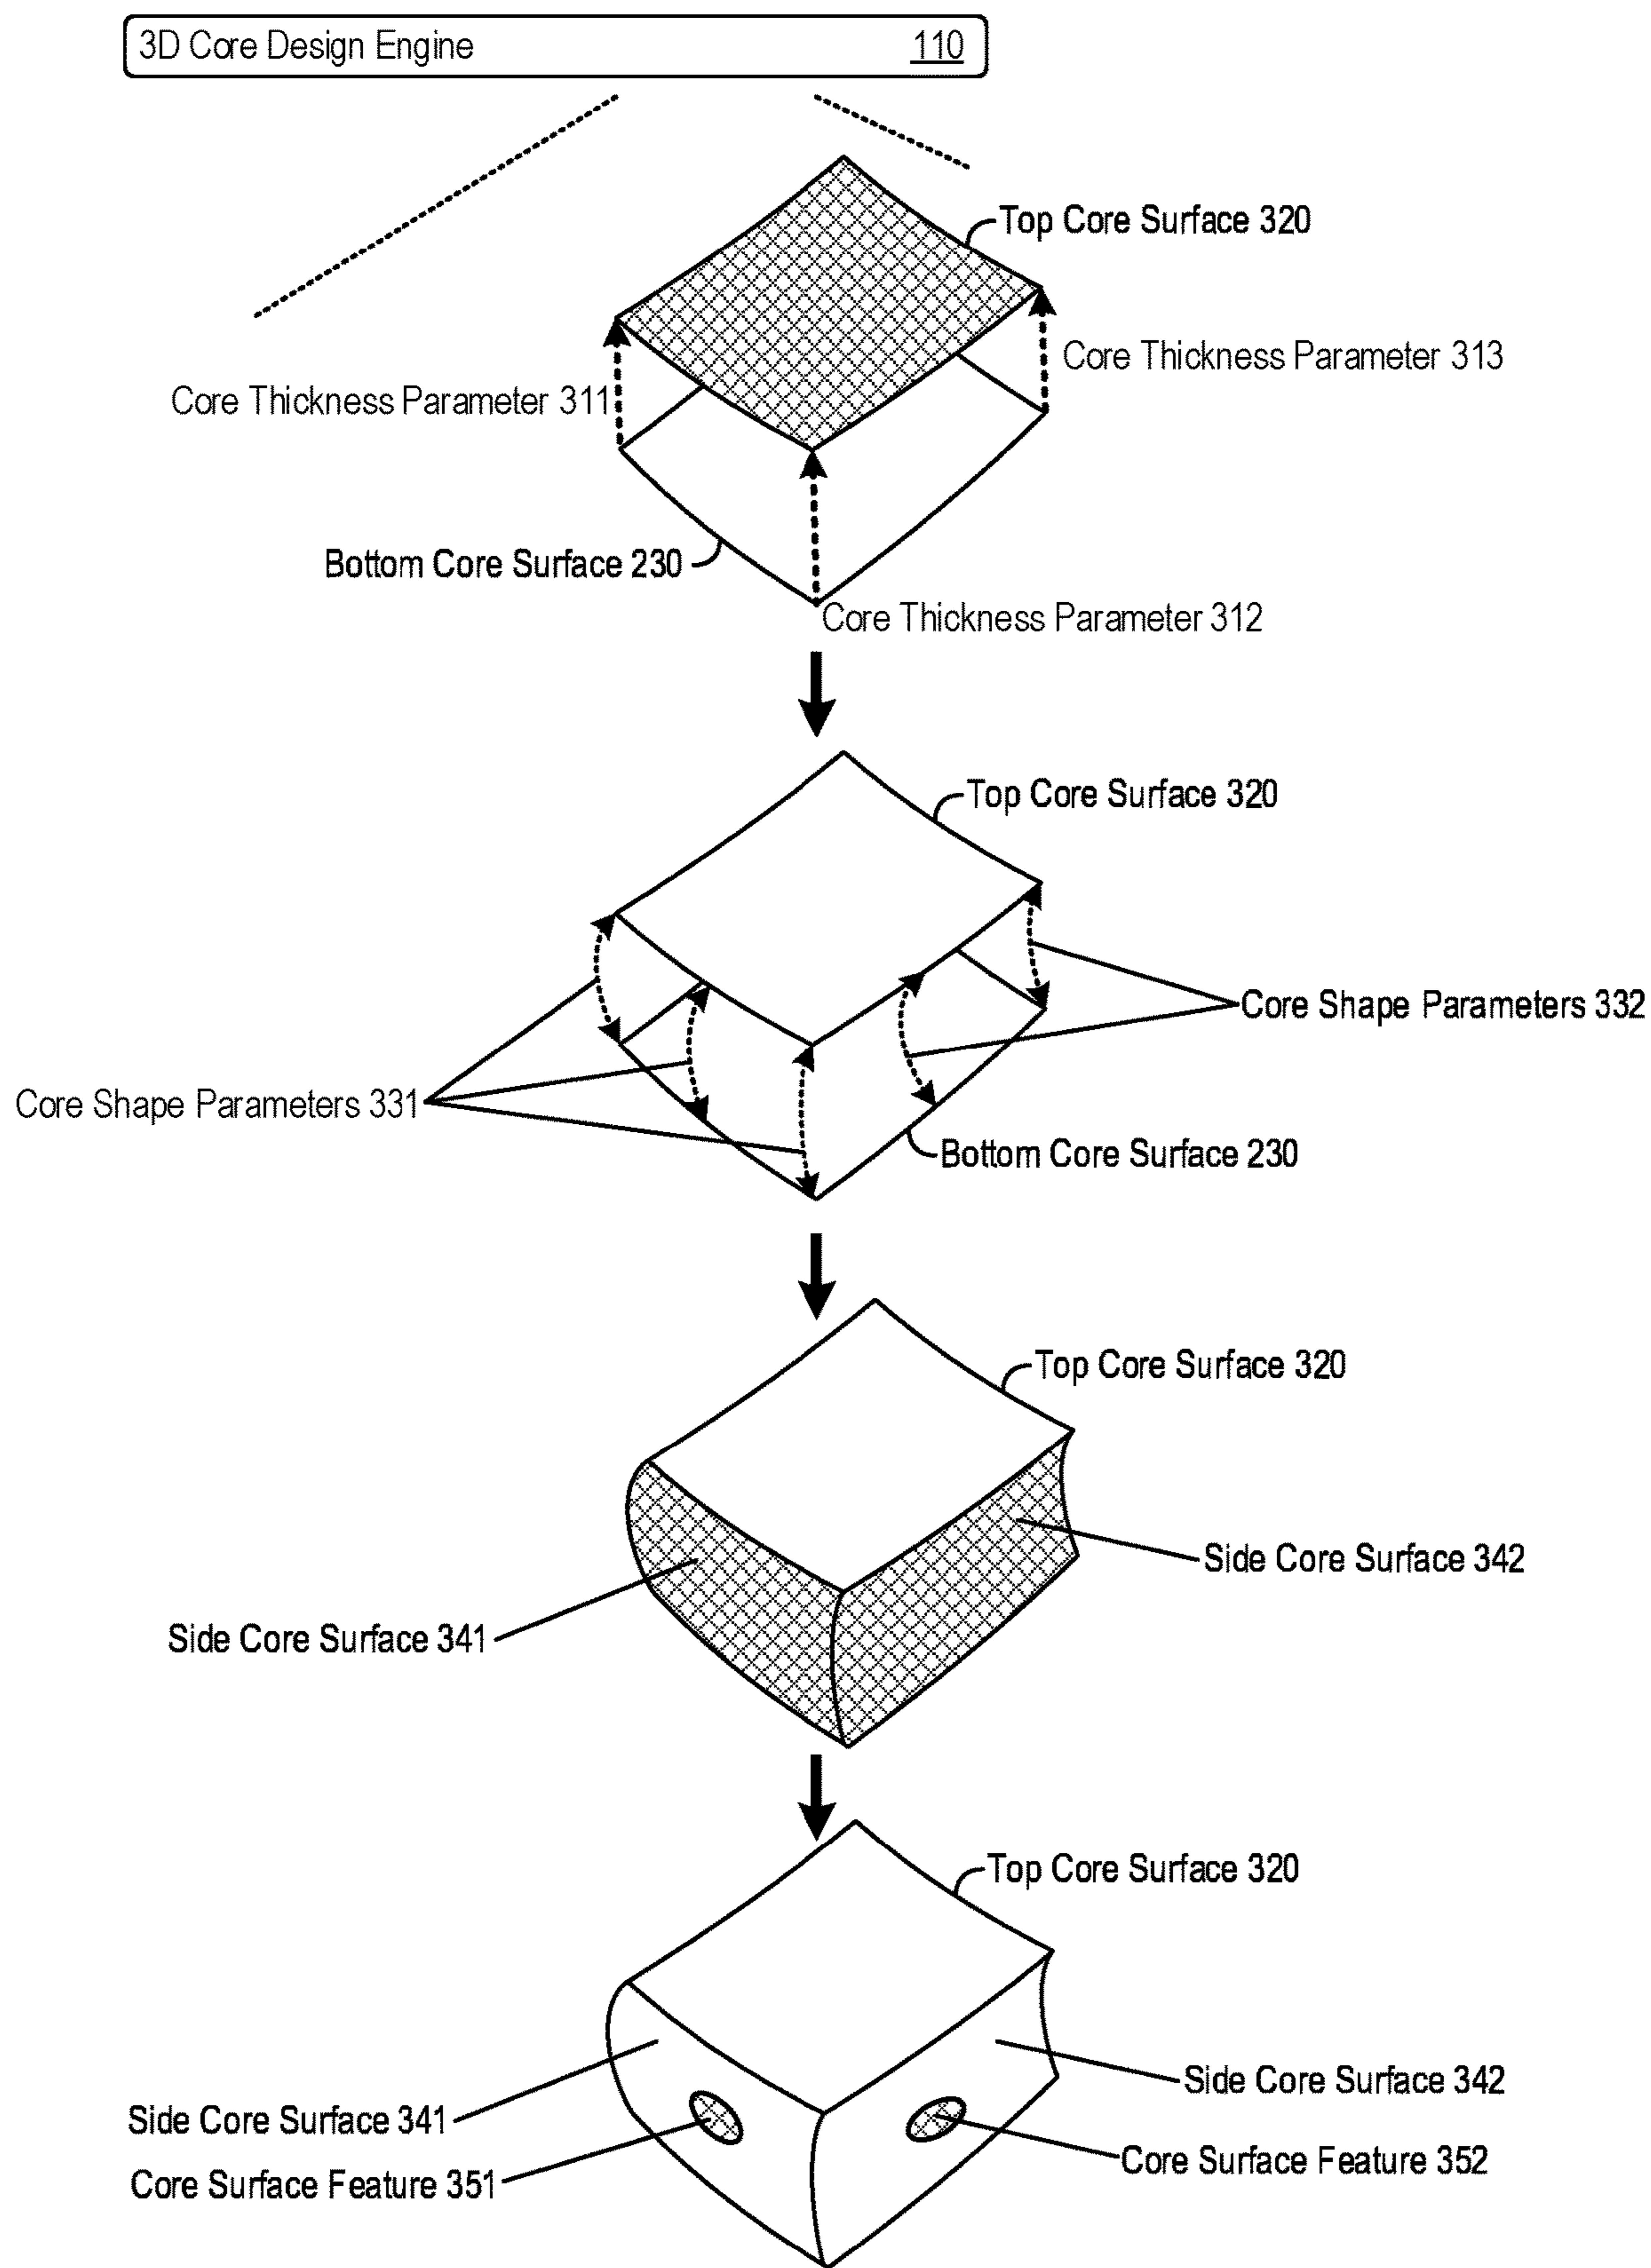 3D Core Design Engine 110
Top Core Surface 320
Core Thickness Parameter 313
Core Thickness Parameter 311
Bottom Core Surface 230
Core Thickness Parameter 312
Top Core Surface 320
Core Shape Parameters 332
Core Shape Parameters 331
Bottom Core Surface 230
Top Core Surface 320
Side Core Surface 342
Side Core Surface 341
Top Core Surface 320
Side Core Surface 342
Side Core Surface 341
Core Surface Feature 352
Core Surface Feature 351